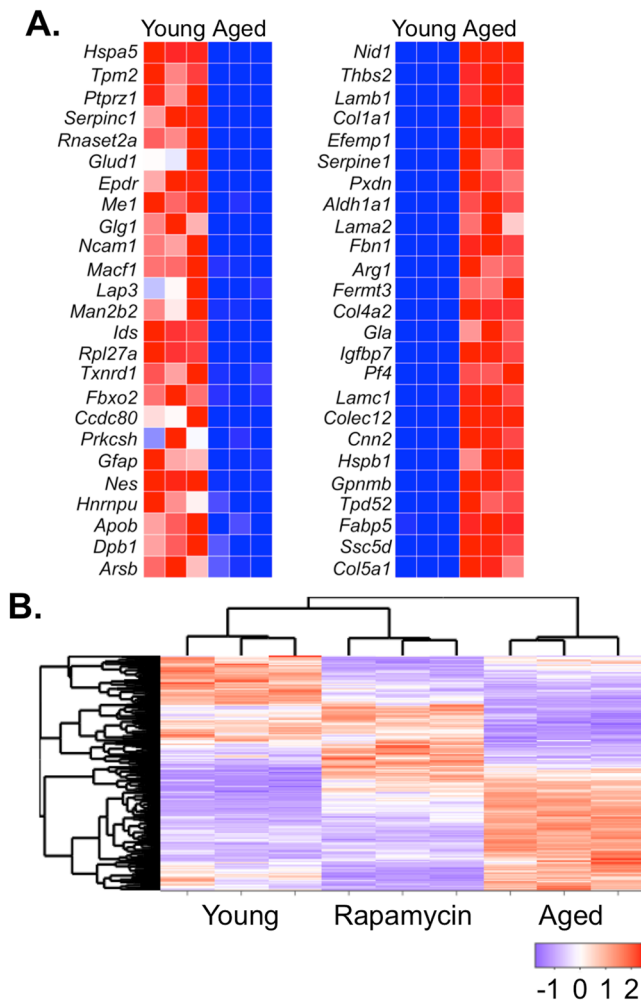 A.
Young Aged
Hspa5
Tpm2
Ptprz1
Serpinc1
Rnaset2a
Glud1
Epdr
Me1
Glg1
Ncam1
Macf1
Lap3
Man2b2
Ids
Rpl27a
Txnrd1
Fbxo2
Ccdc80
Prkcsh
Gfap
Nes
Hnrnpu
Apob
Dpb1
Arsb
Young Aged
Nid1
Thbs2
Lamb1
Col1a1
Efemp1
Serpine1
Pxdn
Aldh1a1
Lama2
Fbn1
Arg1
Fermt3
Col4a2
Gla
Igfbp7
Pf4
Lamc1
Colec12
Cnn2
Hspb1
Gpnmb
Tpd52
Fabp5
Ssc5d
Col5a1
B.
Young Rapamycin Aged
-1 0 1 2